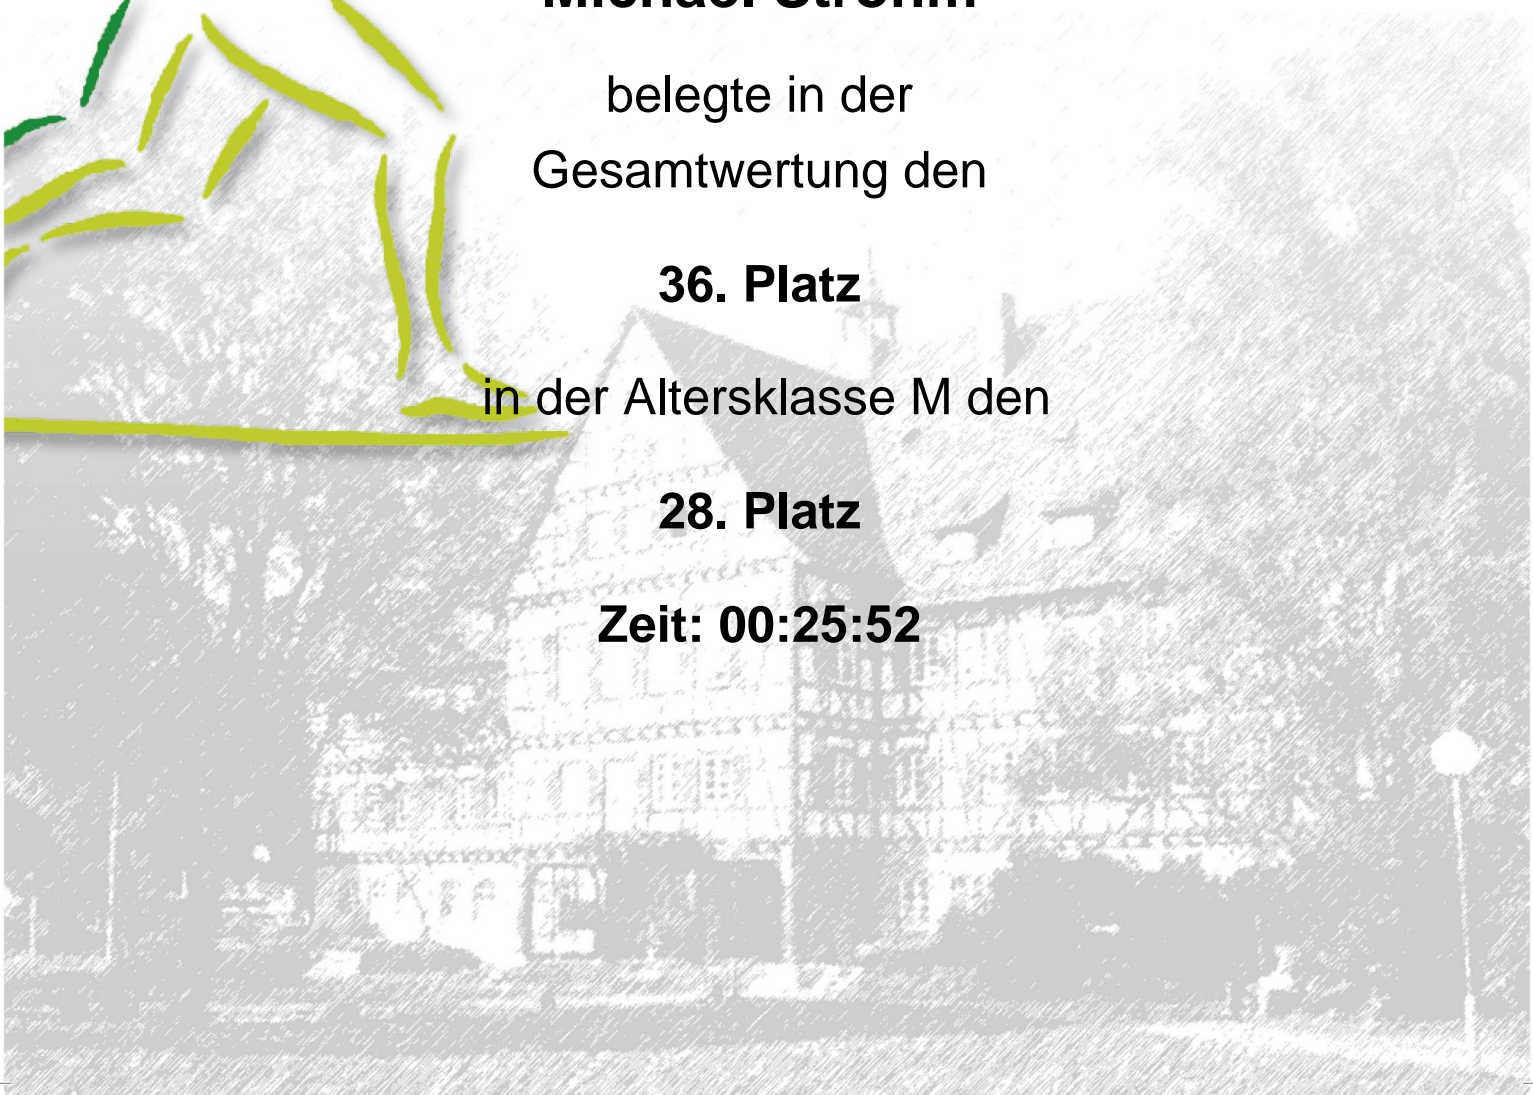 belegte in der
Gesamtwertung den
36. Platz
in der Altersklasse M den
28. Platz
Zeit: 00:25:52